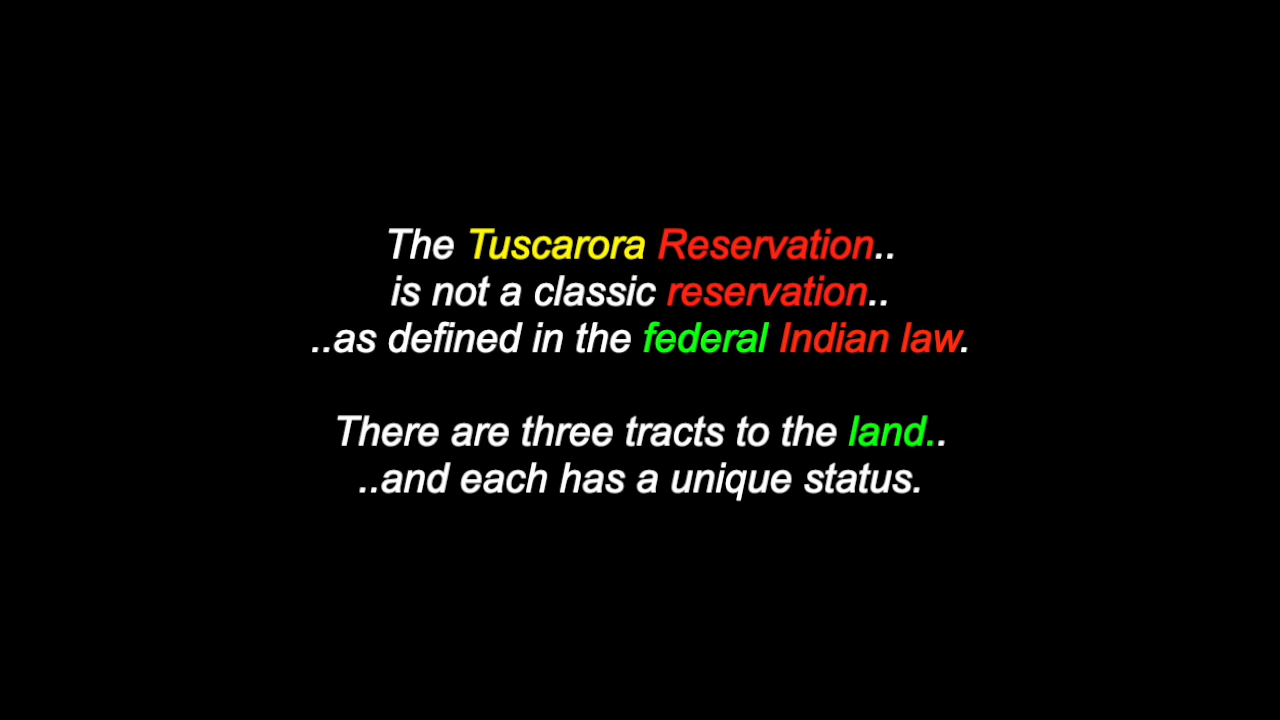 The Tuscarora Reservation..
is not a classic reservation..
..as defined in the federal Indian law.
There are three tracts to the land..
..and each has a unique status.